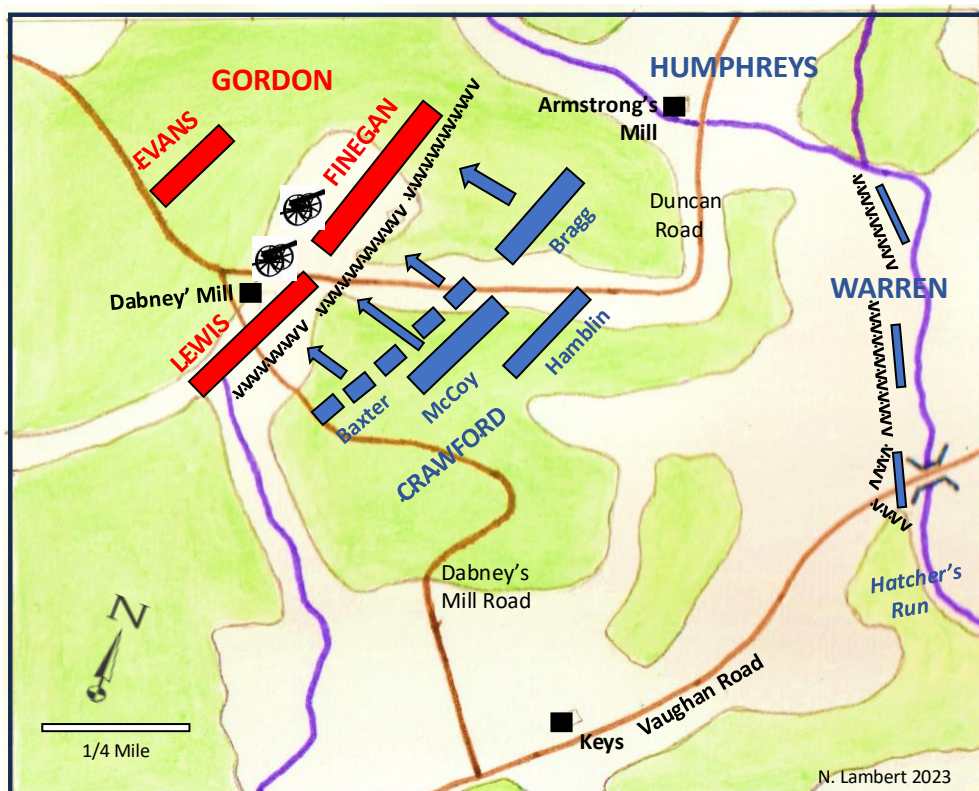 HUMPHREYS
GORDON
Armstrong's
Mill
EVANS
FINEGAN
Duncan
Road
Bragg
WARREN
Dabney' Mill
LEWIS
Hamblin
McCoy
Baxter
CRAWFORD
Dabney's
Mill Road
Hatcher's
Run
N
Vaughan Road
Keys
1/4 Mile
N. Lambert 2023